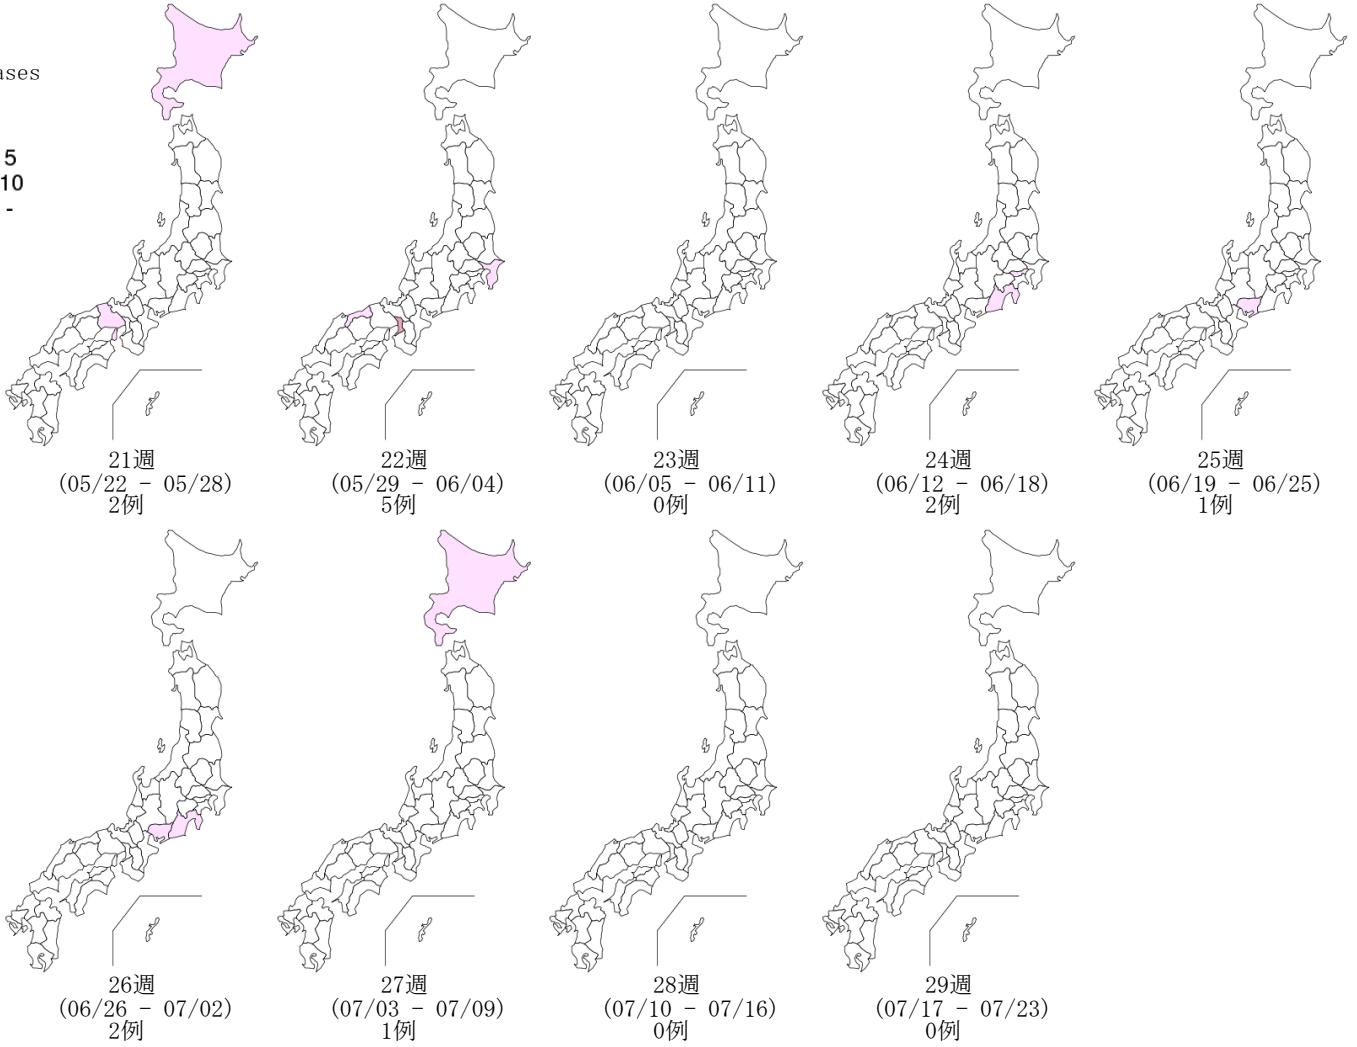 ases
5
10
-
21週
(05/22 - 05/28)
2例
22週
(05/29 - 06/04)
5例
23週
(06/05 - 06/11)
0例
24週
(06/12 - 06/18)
2例
25週
(06/19 - 06/25)
1例
26週
(06/26 - 07/02)
2例
27週
(07/03 - 07/09)
1例
28週
(07/10 - 07/16)
0例
29週
(07/17 - 07/23)
0例